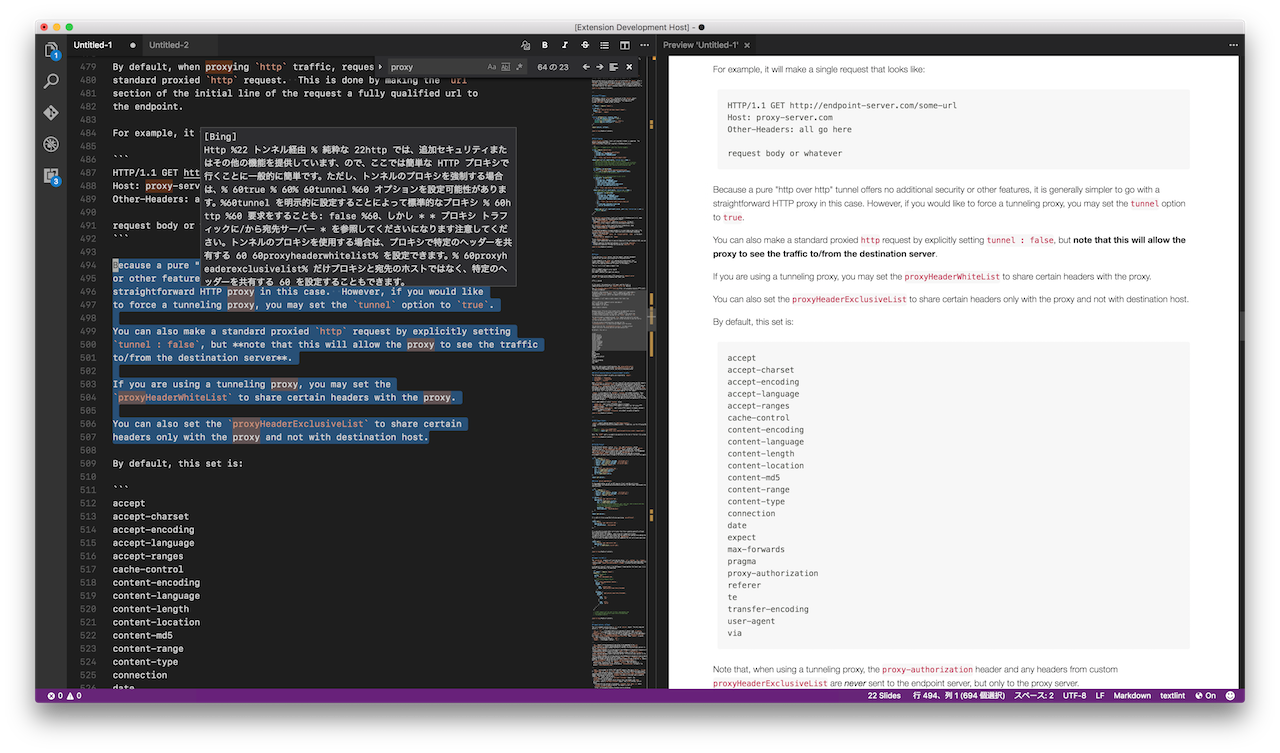 [Extension Development Host] - ●
Untitled-1
Untitled-2
Preview 'Untitled-1'
1
3
proxy
64 の 23
479 By default, when proxying `http` traffic, reques
480 standard proxied `http` request. This is done by making the `url
481 section of the initial line of the request a fully qualified url to
482 the endpoint.
483
484 For example, it
485
486 ```
487 HTTP/1.1 GET htt
488 Host: proxy-serv
489 Other-Headers: a
490
491 request body or
492 ```
493
494 Because a pure "
495 or other feature
496 straightforward HTTP proxy in this case. However, if you would like
497 to force a tunneling proxy, you may set the `tunnel` option to `true`.
498
499 You can also make a standard proxied `http` request by explicitly setting
500 `tunnel : false`, but **note that this will allow the proxy to see the traffic
501 to/from the destination server**.
502
503 If you are using a tunneling proxy, you may set the
504 `proxyHeaderWhiteList` to share certain headers with the proxy.
505
506 You can also set the `proxyHeaderExclusiveList` to share certain
507 headers only with the proxy and not with destination host.
508
509 By default, this set is:
510
511 ```
512 accept
513 accept-charset
514 accept-encoding
515 accept-language
516 accept-ranges
517 cache-control
518 content-encoding
519 content-language
520 content-length
521 content-location
522 content-md5
523 content-range
524 content-type
525 connection
526 date
[Bing]
Http %22 トンネル経由 % 純粋な 22http では、追加セキュリティまた
はその他の機能を提供しています、ので、ここでは簡単な HTTP プロキシで
行くことに一般的に簡単です。ただし、トンネルのプロキシを強制する場合
は、% 60true % 60% 60tunnel %60 オプションを設定可能性がありま
す。%60tunnel を明示的に設定することによって標準的なプロキシ % 60h
ttp %60 要求をすることも: false %60、しかし * * プロキシ トラフ
ィックに/から宛先サーバー * を参照してくださいになります注意してくだ
さい。トンネルのプロキシを使用する場合は、プロキシで特定のヘッダーを共
有する 60 60proxyheaderwhitelist% を設定できます。% 60proxyh
eaderexclusivelist% だけプロキシと宛先のホストではなく、特定のヘ
ッダーを共有する 60 を設定することもできます。
For example, it will make a single request that looks like:
HTTP/1.1 GET http://endpoint-server.com/some-url
Host: proxy-server.com
Other-Headers: all go here
request body or whatever
Because a pure "http over http" tunnel offers no additional security or other features, it is generally simpler to go with a
straightforward HTTP proxy in this case. However, if you would like to force a tunneling proxy, you may set the tunnel option
to true.
You can also make a standard proxied http request by explicitly setting tunnel : false, but note that this will allow the
proxy to see the traffic to/from the destination server.
If you are using a tunneling proxy, you may set the proxyHeaderWhiteList to share certain headers with the proxy.
You can also set the proxyHeaderExclusiveList to share certain headers only with the proxy and not with destination host.
By default, this set is:
accept
accept-charset
accept-encoding
accept-language
accept-ranges
cache-control
content-encoding
content-language
content-length
content-location
content-md5
content-range
content-type
connection
date
expect
max-forwards
pragma
proxy-authorization
referer
te
transfer-encoding
user-agent
via
Note that, when using a tunneling proxy, the proxy-authorization header and any headers from custom
proxyHeaderExclusiveList are never sent to the endpoint server, but only to the proxy server.
0 0 22 Slides 行 494、列 1 (694 個選択) スペース: 2 UTF-8 LF Markdown textlint On